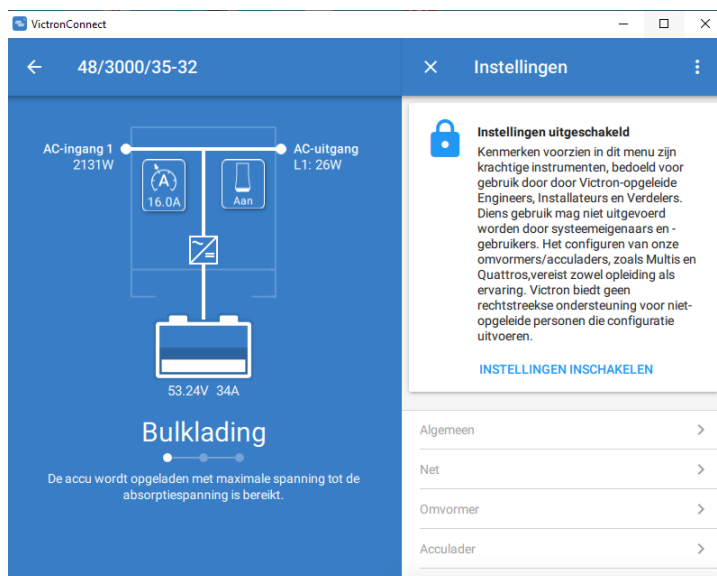 VictronConnect
48/3000/35-32
Instellingen
AC-ingang 1
2131W
AC-uitgang
L1: 26W
A
16.0A
Aan
53.24V 34A
Bulklading
De accu wordt opgeladen met maximale spanning tot de
absorptiespanning is bereikt.
Instellingen uitgeschakeld
Kenmerken voorzien in dit menu zijn
krachtige instrumenten, bedoeld voor
gebruik door door Victron-opgeleide
Engineers, Installateurs en Verdelers.
Diens gebruik mag niet uitgevoerd
worden door systeemeigenaars en -
gebruikers. Het configuren van onze
omvormers/acculaders, zoals Multis en
Quattros,vereist zowel opleiding als
ervaring. Victron biedt geen
rechtstreekse ondersteuning voor niet-
opgeleide personen die configuratie
uitvoeren.
INSTELLINGEN INSCHAKELEN
Algemeen
Net
Omvormer
Acculader